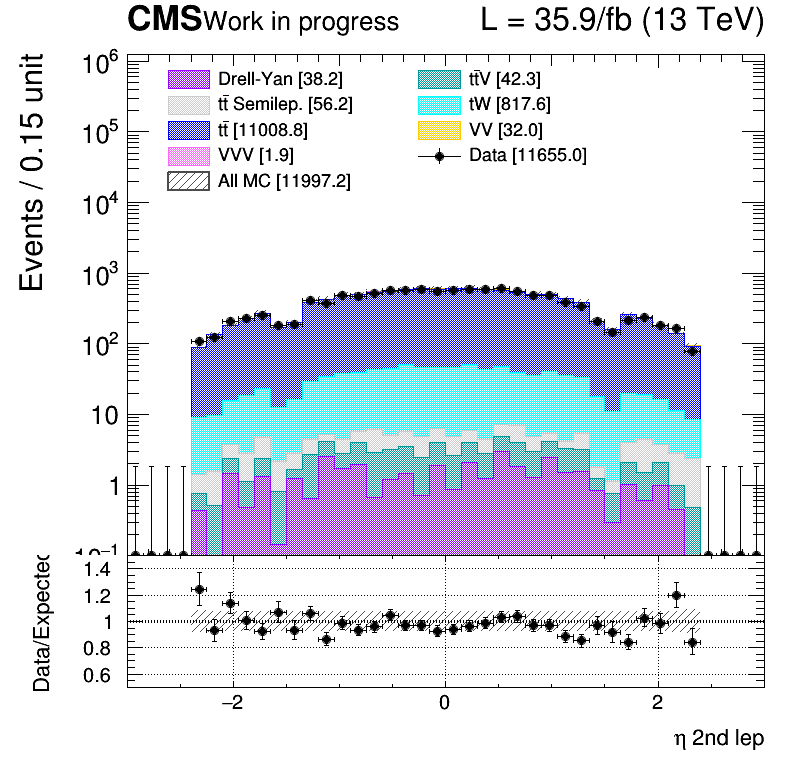 CMS Work in progress L = 35.9/fb (13 TeV)
Events / 0.15 unit
10⁶
10⁵
10⁴
10³
10²
10
1
10⁻¹
Drell-Yan [38.2]
tt̄ Semilep. [56.2]
tt̄ [11008.8]
VVV [1.9]
All MC [11997.2]
tt̄V [42.3]
tW [817.6]
VV [32.0]
Data [11655.0]
Data/Expected
1.4
1.2
1
0.8
0.6
−2 0 2
η 2nd lep